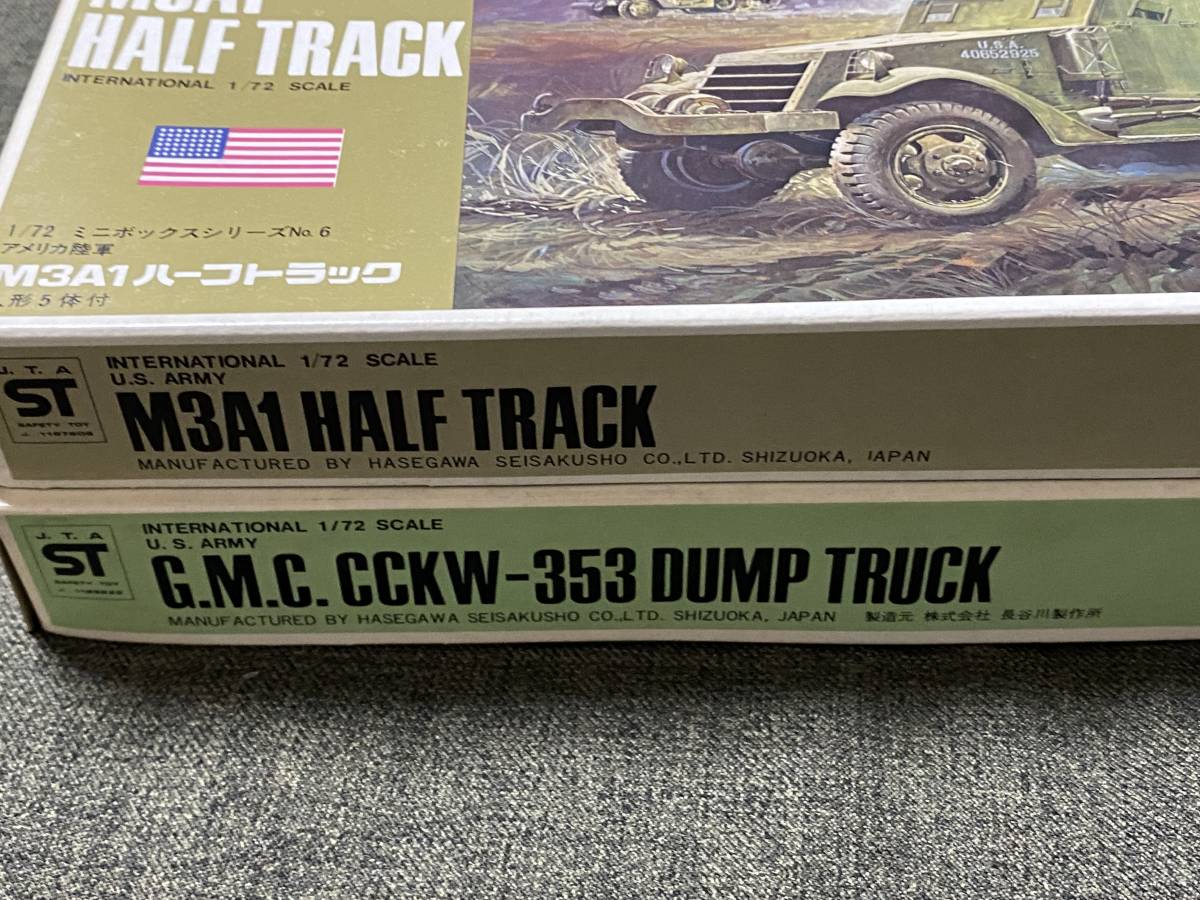 M3A1
HALF TRACK
INTERNATIONAL 1/72 SCALE
U.S.A.
40652925
1/72 ミニボックスシリーズNo.6
アメリカ陸軍
M3A1ハーフトラック
人形5体付
J. T. A
ST
SAFETY TOY
INTERNATIONAL 1/72 SCALE
U.S. ARMY
M3A1 HALF TRACK
MANUFACTURED BY HASEGAWA SEISAKUSHO CO.,LTD. SHIZUOKA, JAPAN
J. T. A
ST
SAFETY TOY
INTERNATIONAL 1/72 SCALE
U.S. ARMY
G.M.C. CCKW-353 DUMP TRUCK
MANUFACTURED BY HASEGAWA SEISAKUSHO CO.,LTD. SHIZUOKA, JAPAN 製造元 株式会社 長谷川製作所